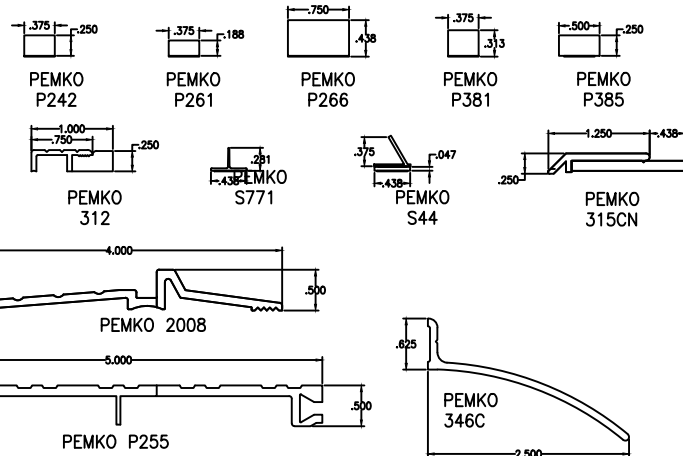 .375
.250
PEMKO
P242
.375
.188
PEMKO
P261
.750
.438
PEMKO
P266
.375
.313
PEMKO
P381
.500
.250
PEMKO
P385
1.000
.750
.250
PEMKO
312
.281
.438
PEMKO
S771
.375
.047
.438
PEMKO
S44
1.250
.438
.250
PEMKO
315CN
4.000
.500
PEMKO 2008
5.000
.500
PEMKO P255
.625
PEMKO
346C
2.500